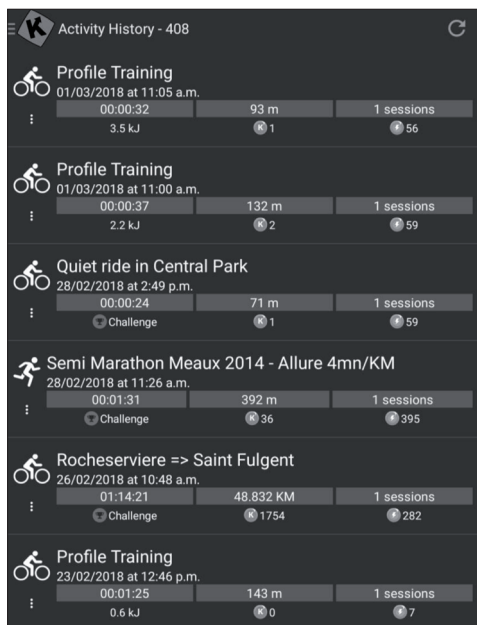 K Activity History - 408
Profile Training
01/03/2018 at 11:05 a.m.
00:00:32 93 m 1 sessions
3.5 kJ K 1 56
Profile Training
01/03/2018 at 11:00 a.m.
00:00:37 132 m 1 sessions
2.2 kJ K 2 59
Quiet ride in Central Park
28/02/2018 at 2:49 p.m.
00:00:24 71 m 1 sessions
Challenge K 1 59
Semi Marathon Meaux 2014 - Allure 4mn/KM
28/02/2018 at 11:26 a.m.
00:01:31 392 m 1 sessions
Challenge K 36 395
Rocheserviere => Saint Fulgent
26/02/2018 at 10:48 a.m.
01:14:21 48.832 KM 1 sessions
Challenge K 1754 282
Profile Training
23/02/2018 at 12:46 p.m.
00:01:25 143 m 1 sessions
0.6 kJ K 0 7